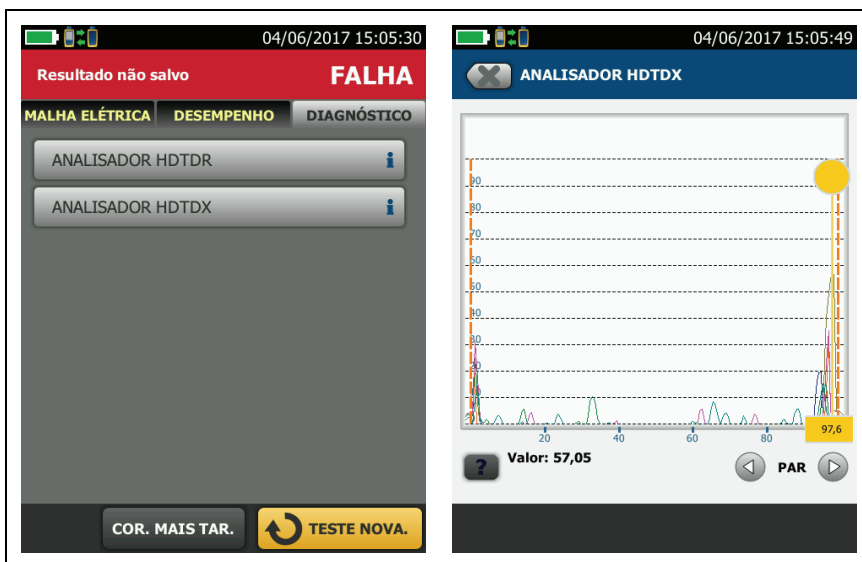 04/06/2017 15:05:30
Resultado não salvo FALHA
MALHA ELÉTRICA DESEMPENHO DIAGNÓSTICO
ANALISADOR HDTDR i
ANALISADOR HDTDX i
COR. MAIS TAR. TESTE NOVA.
04/06/2017 15:05:49
ANALISADOR HDTDX
90
80
70
60
50
40
30
20
20 40 60 80 97,6
? Valor: 57,05 PAR